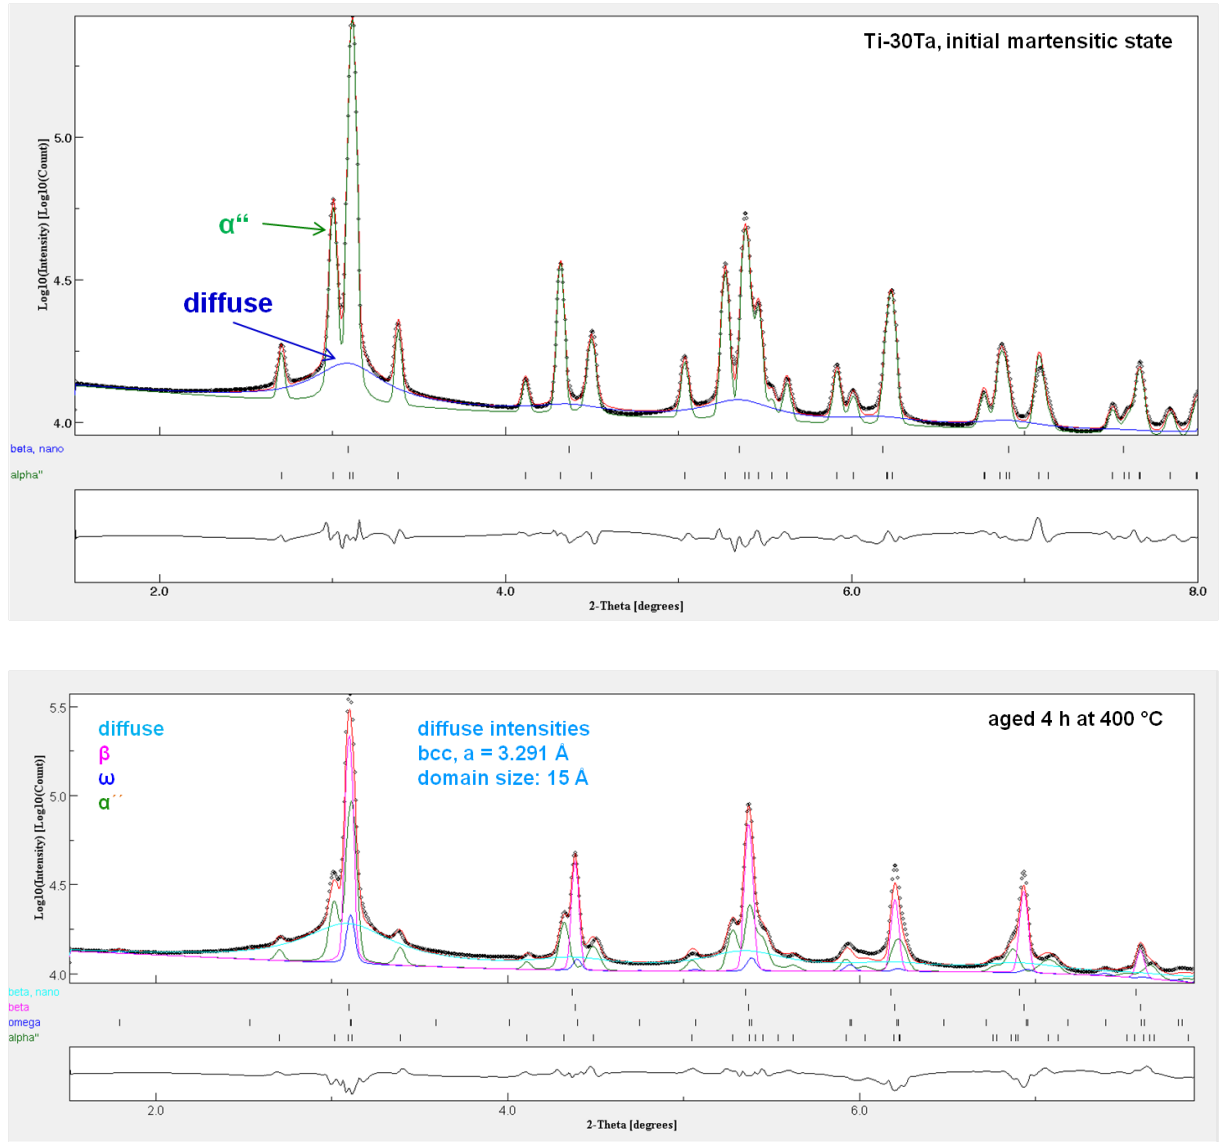 Ti-30Ta, initial martensitic state
Log10(Intensity) [Log10(Count)]
5.0
4.5
4.0
α“
diffuse
beta, nano
alpha"
2.0
4.0
6.0
8.0
2-Theta [degrees]
aged 4 h at 400 °C
diffuse
β
ω
α´´
diffuse intensities
bcc, a = 3.291 Å
domain size: 15 Å
Log10(Intensity) [Log10(Count)]
5.5
5.0
4.5
4.0
beta, nano
beta
omega
alpha"
2.0
4.0
6.0
2-Theta [degrees]